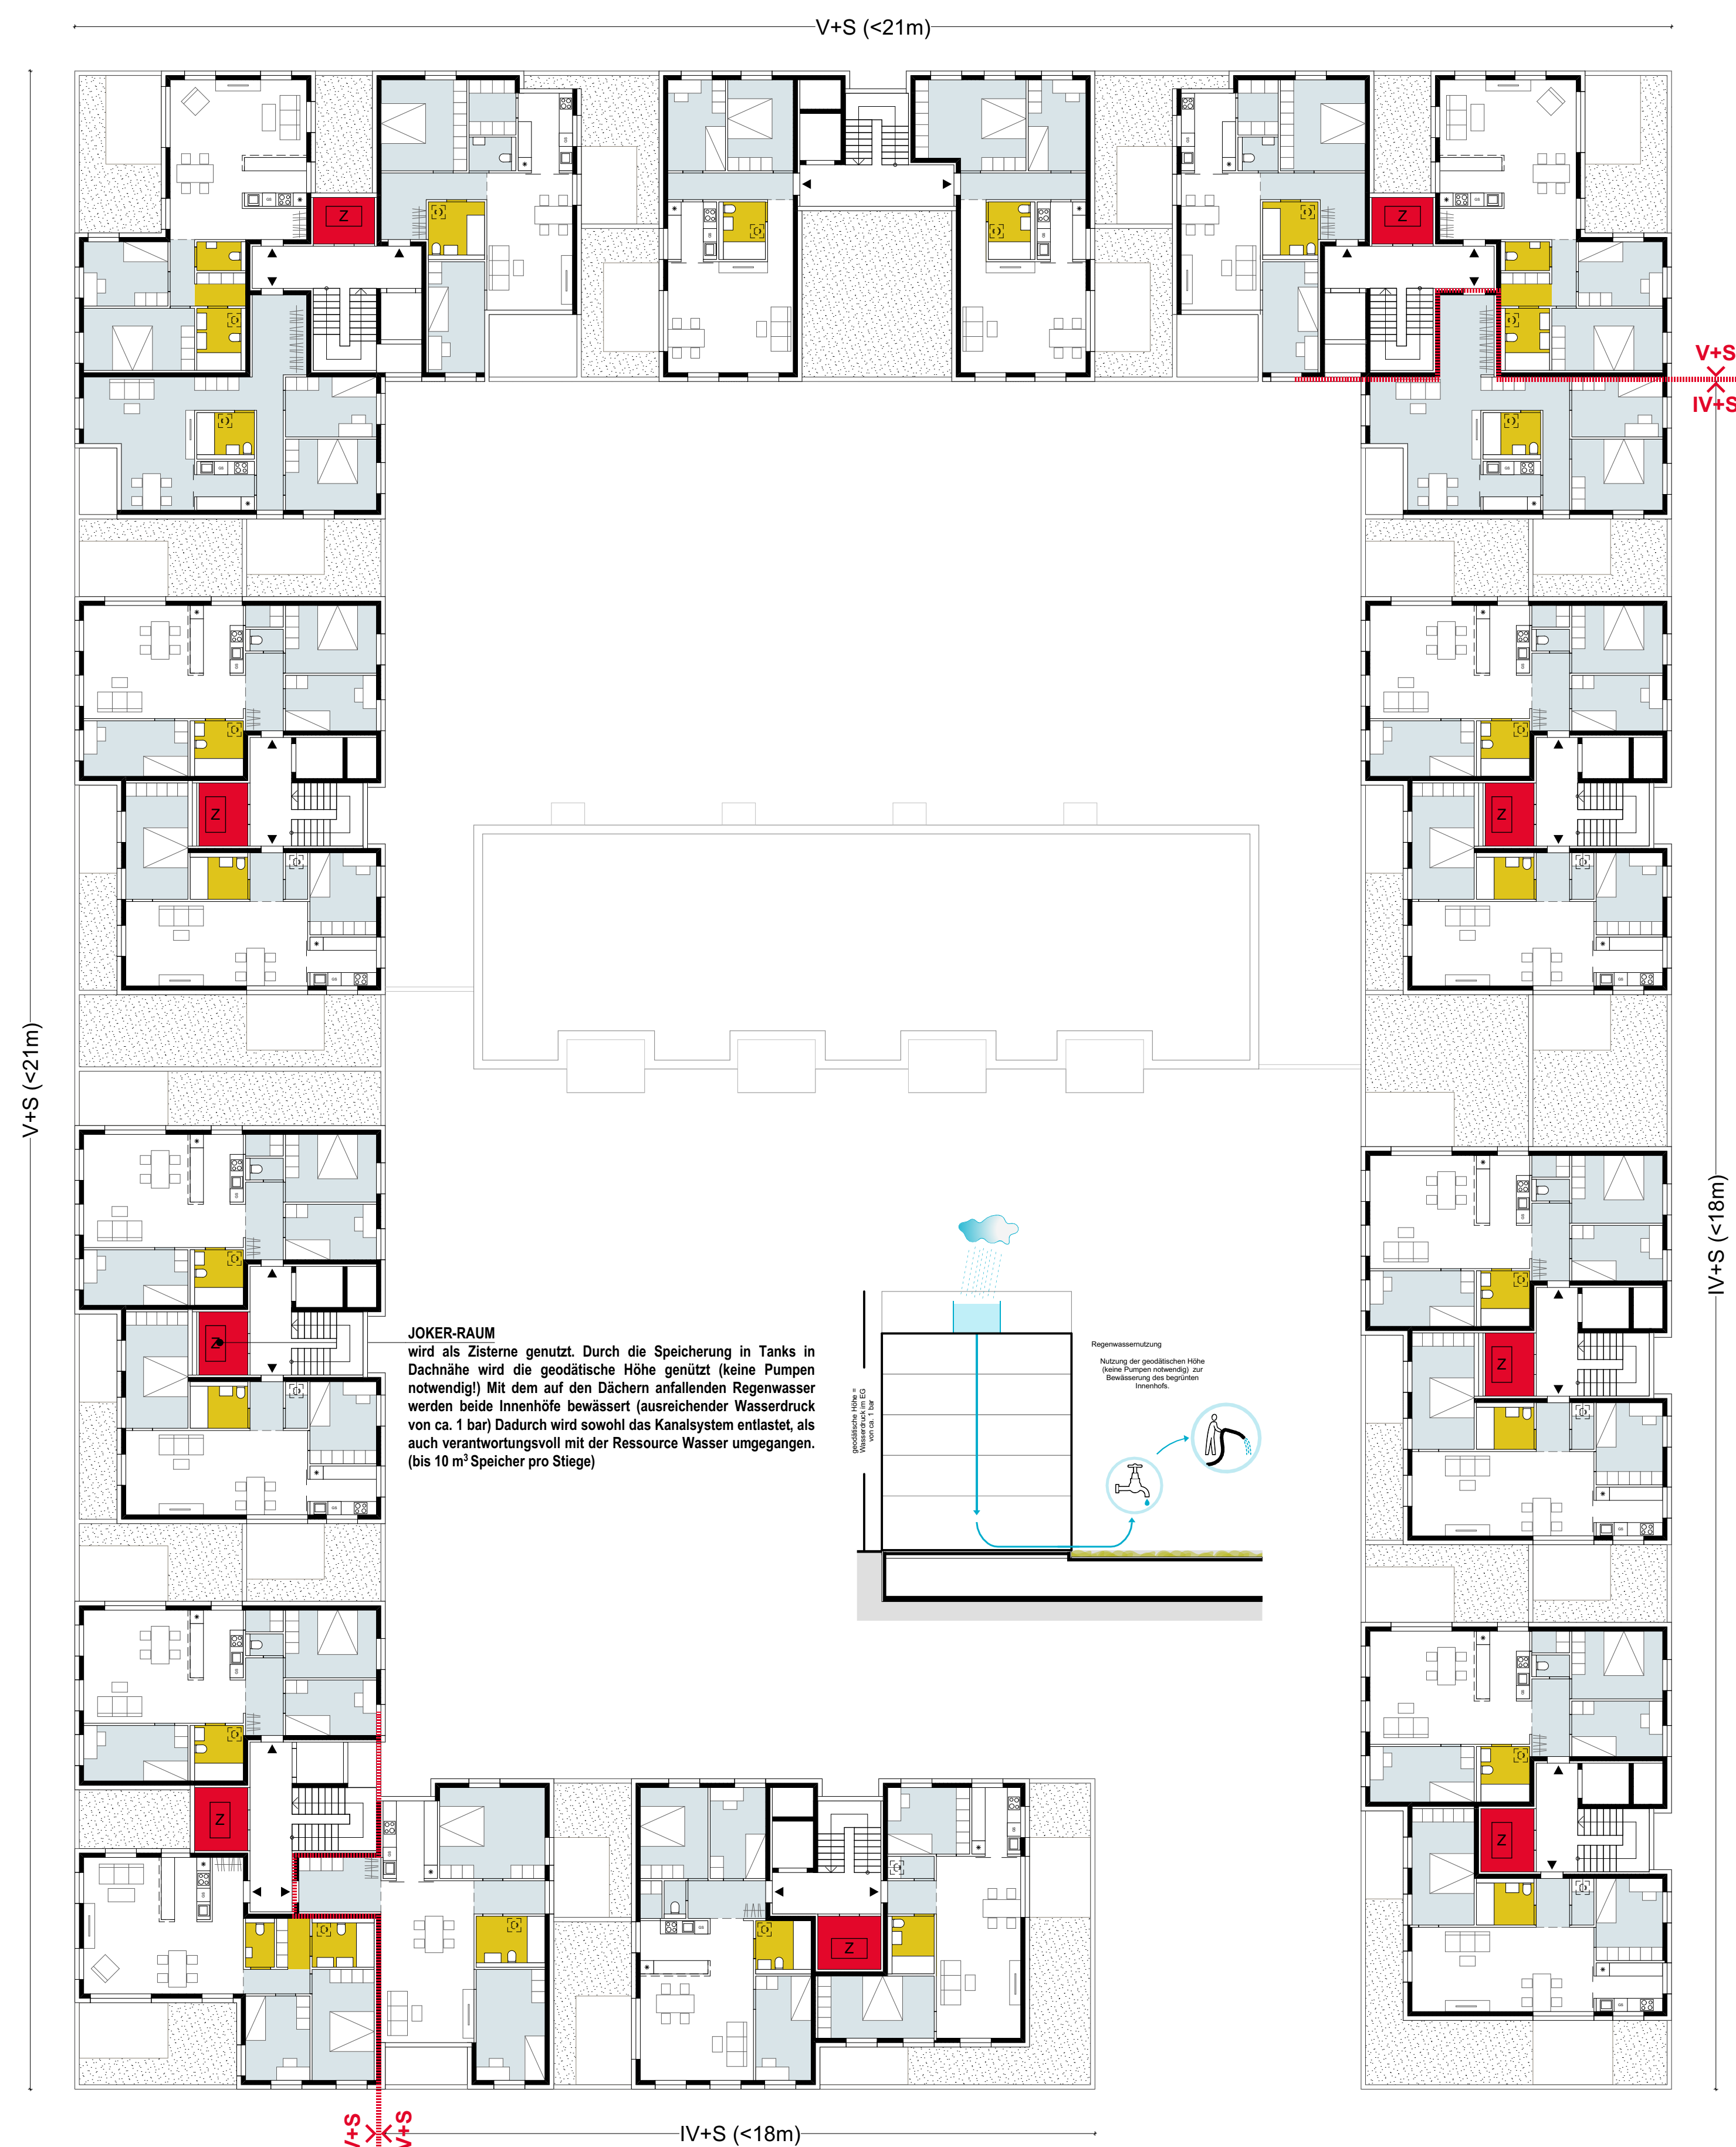 V+S (<21m)
Z
Z
V+S
IV+S
Z
Z
V+S (<21m)
IV+S (<18m)
JOKER-RAUM
wird als Zisterne genutzt. Durch die Speicherung in Tanks in
Dachnähe wird die geodätische Höhe genützt (keine Pumpen
notwendig!) Mit dem auf den Dächern anfallenden Regenwasser
werden beide Innenhöfe bewässert (ausreichender Wasserdruck
von ca. 1 bar) Dadurch wird sowohl das Kanalsystem entlastet, als
auch verantwortungsvoll mit der Ressource Wasser umgegangen.
(bis 10 m³ Speicher pro Stiege)
Z
Z
geodätische Höhe =
Wasserdruck im EG
von ca. 1 bar
Regenwassernutzung
Nutzung der geodätischen Höhe
(keine Pumpen notwendig) zur
Bewässerung des begrünten
Innenhofs.
Z
Z
Z
V+S
V+S
IV+S (<18m)